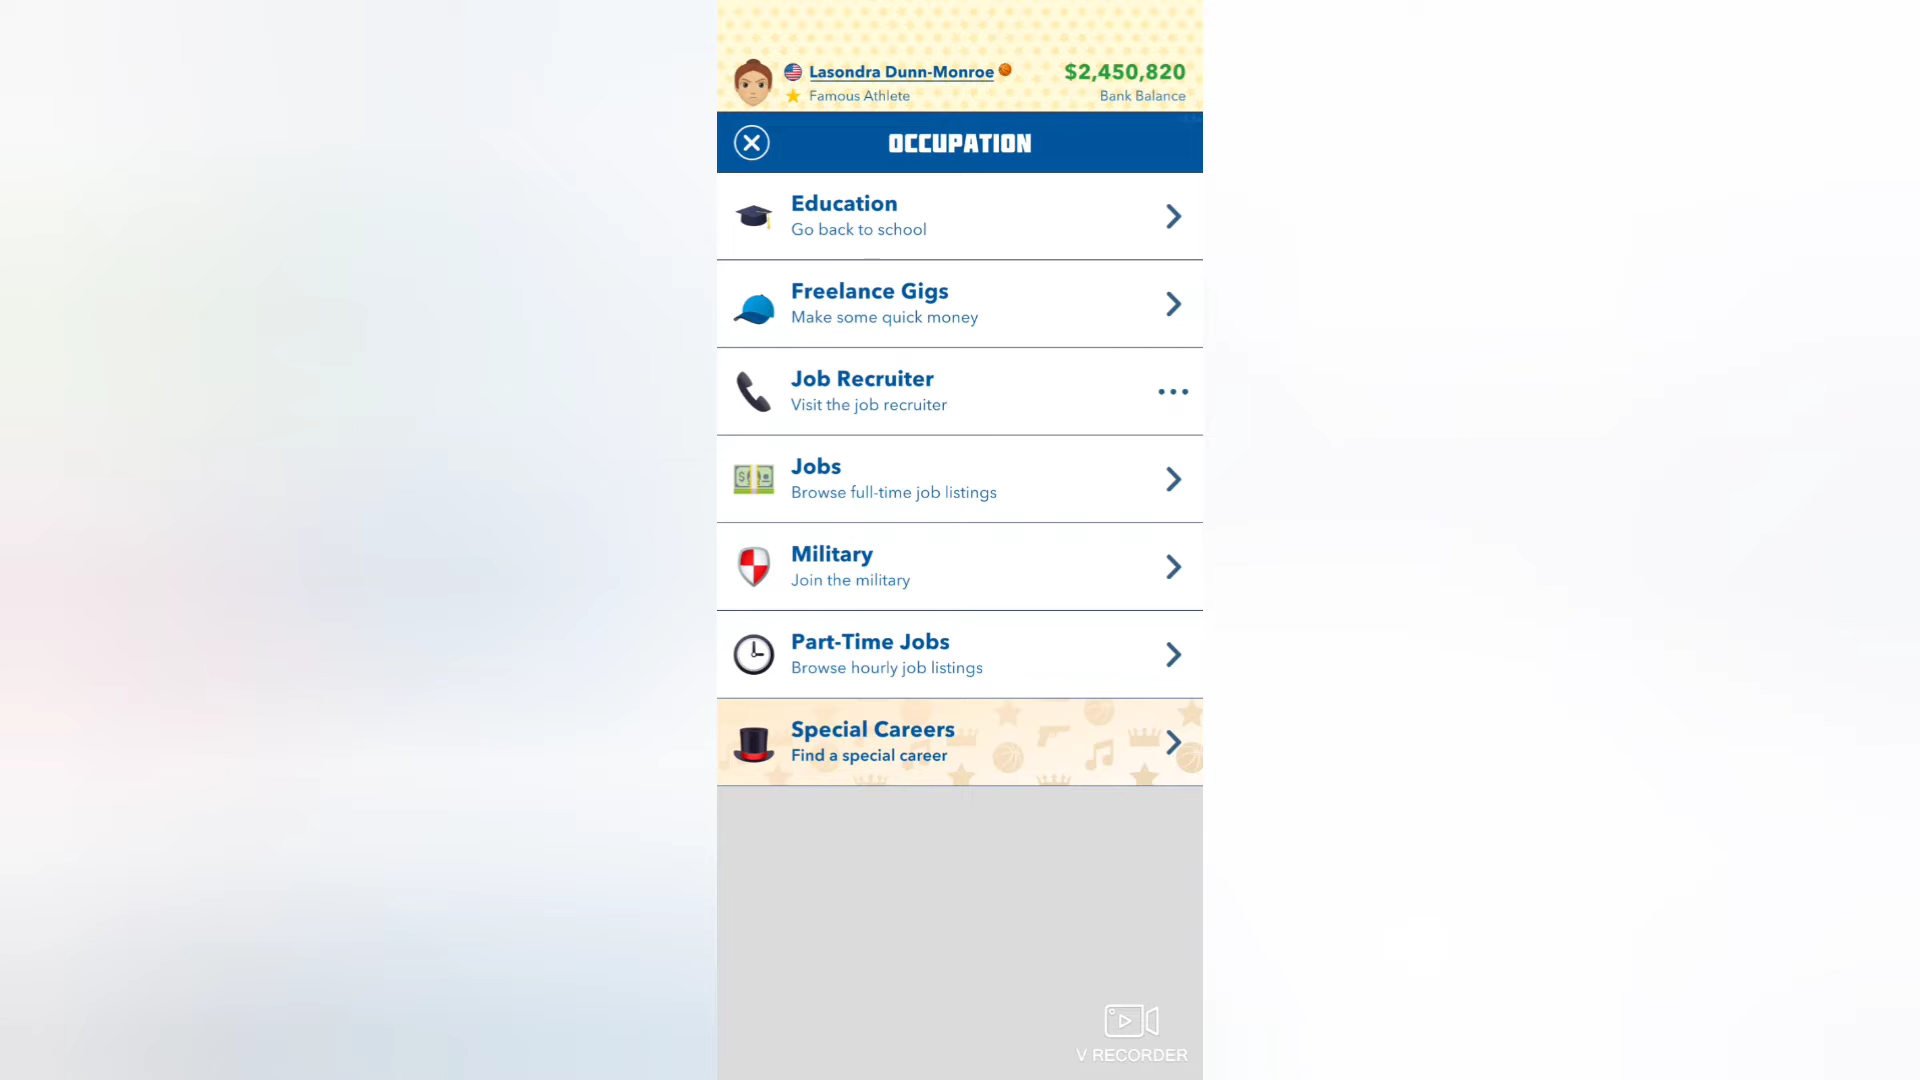 Lasondra Dunn-Monroe
$2,450,820
Famous Athlete
Bank Balance
OCCUPATION
Education
Go back to school
Freelance Gigs
Make some quick money
Job Recruiter
Visit the job recruiter
Jobs
Browse full-time job listings
Military
Join the military
Part-Time Jobs
Browse hourly job listings
Special Careers
Find a special career
V RECORDER